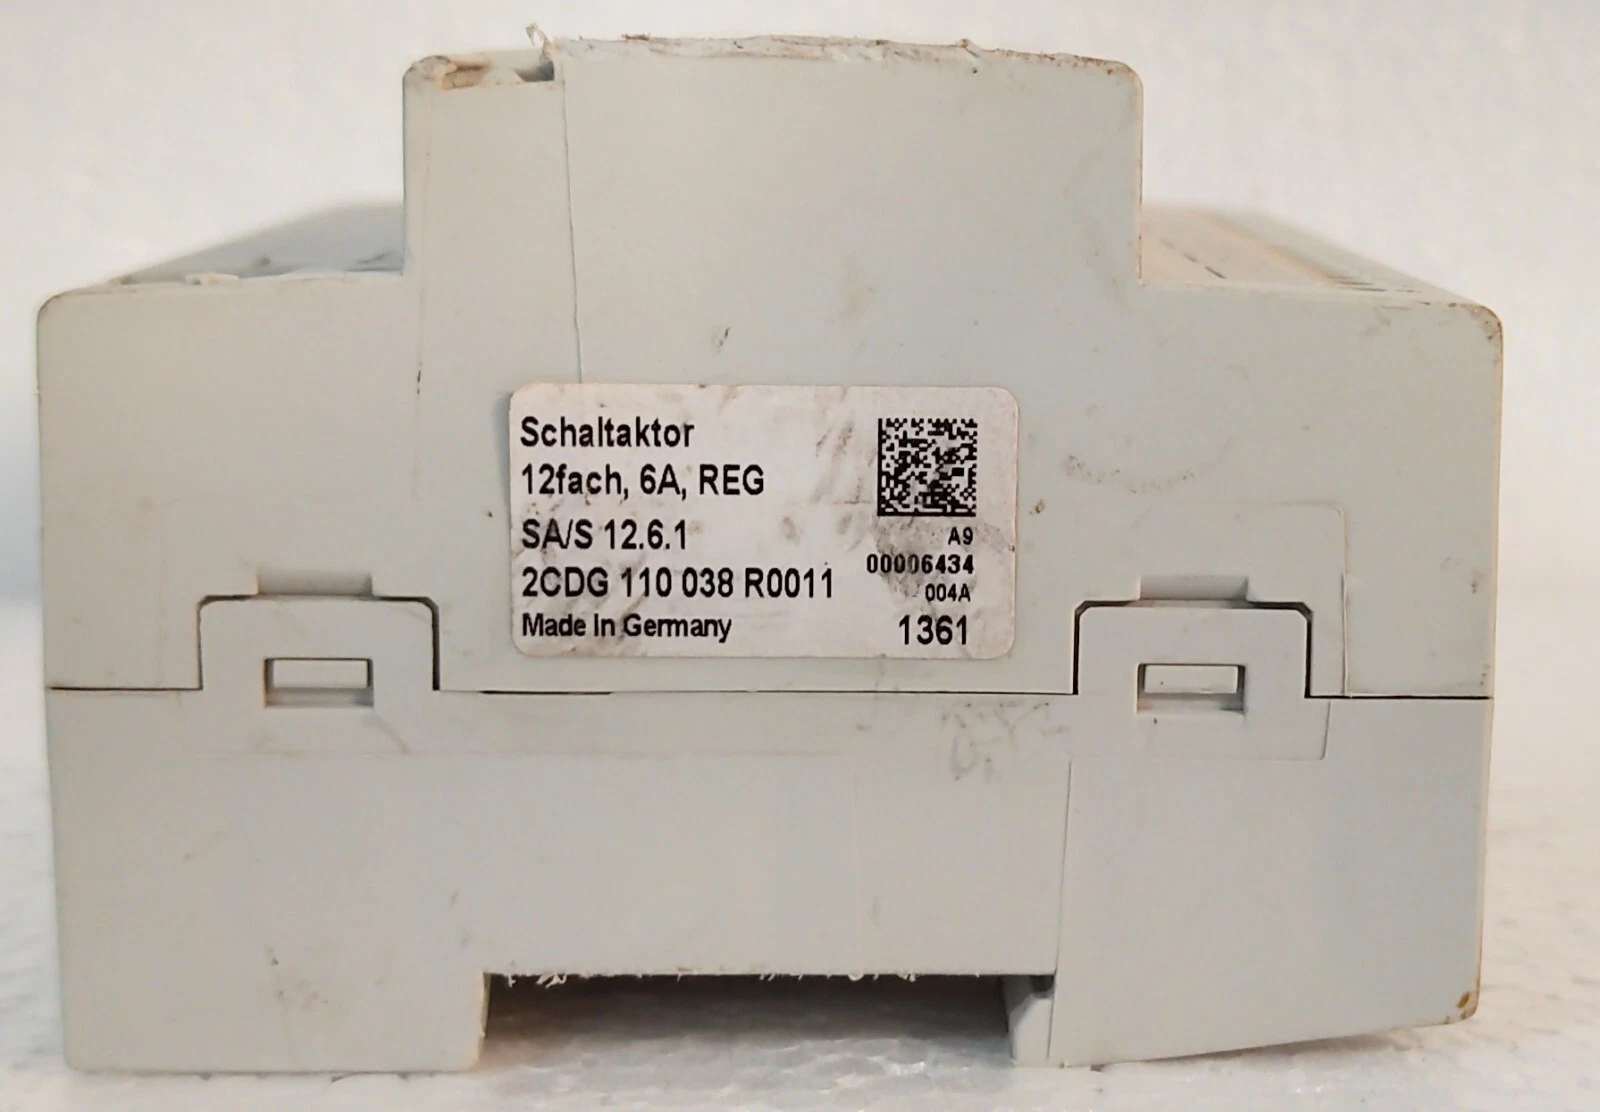 Schaltaktor
12fach, 6A, REG
SA/S 12.6.1
2CDG 110 038 R0011
Made in Germany
A9
00006434
004A
1361